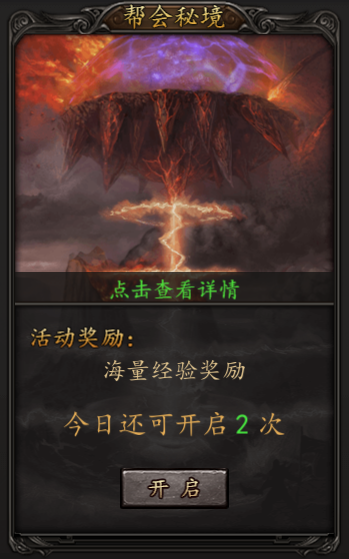 帮会秘境
点击查看详情
活动奖励:
海量经验奖励
今日还可开启2次
开启